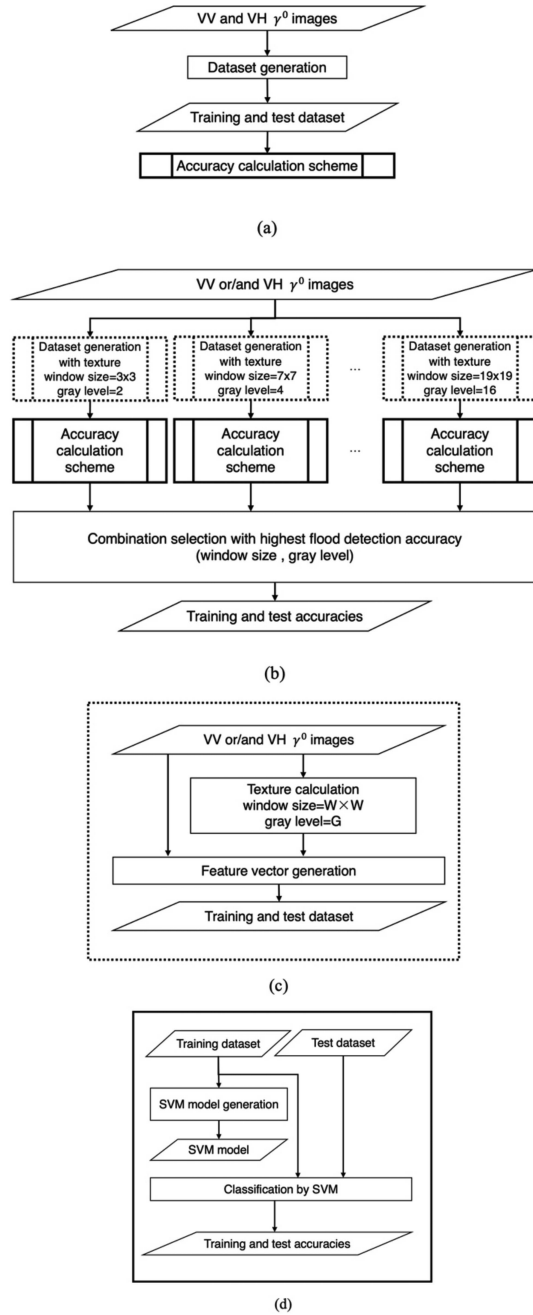 VV and VH γ⁰ images
Dataset generation
Training and test dataset
Accuracy calculation scheme
(a)
VV or/and VH γ⁰ images
Dataset generation
with texture
window size=3x3
gray level=2
Dataset generation
with texture
window size=7x7
gray level=4
...
Dataset generation
with texture
window size=19x19
gray level=16
Accuracy
calculation
scheme
Accuracy
calculation
scheme
...
Accuracy
calculation
scheme
Combination selection with highest flood detection accuracy
(window size , gray level)
Training and test accuracies
(b)
VV or/and VH γ⁰ images
Texture calculation
window size=W×W
gray level=G
Feature vector generation
Training and test dataset
(c)
Training dataset
Test dataset
SVM model generation
SVM model
Classification by SVM
Training and test accuracies
(d)